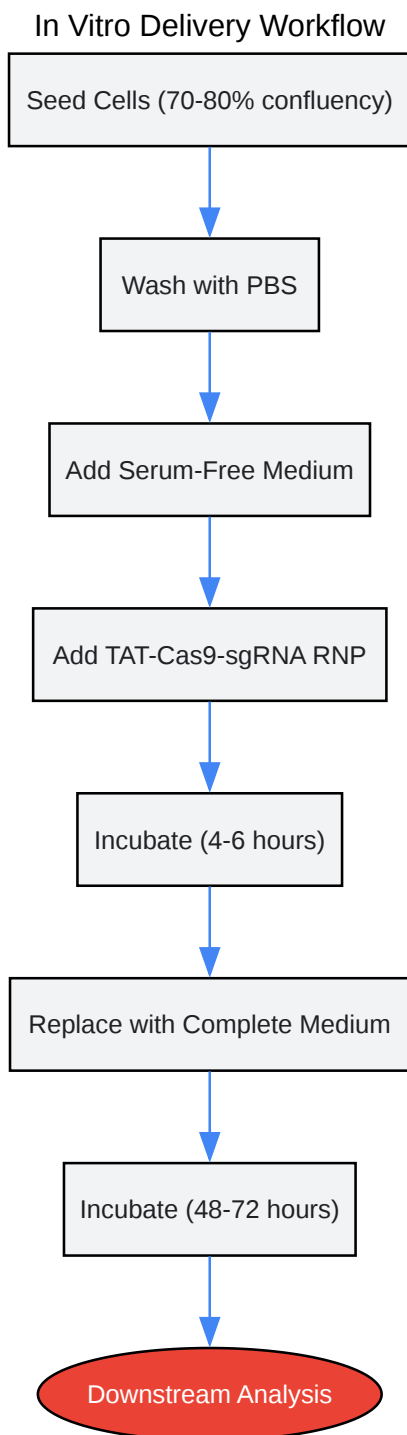 In Vitro Delivery Workflow
Seed Cells (70-80% confluency)
Wash with PBS
Add Serum-Free Medium
Add TAT-Cas9-sgRNA RNP
Incubate (4-6 hours)
Replace with Complete Medium
Incubate (48-72 hours)
Downstream Analysis